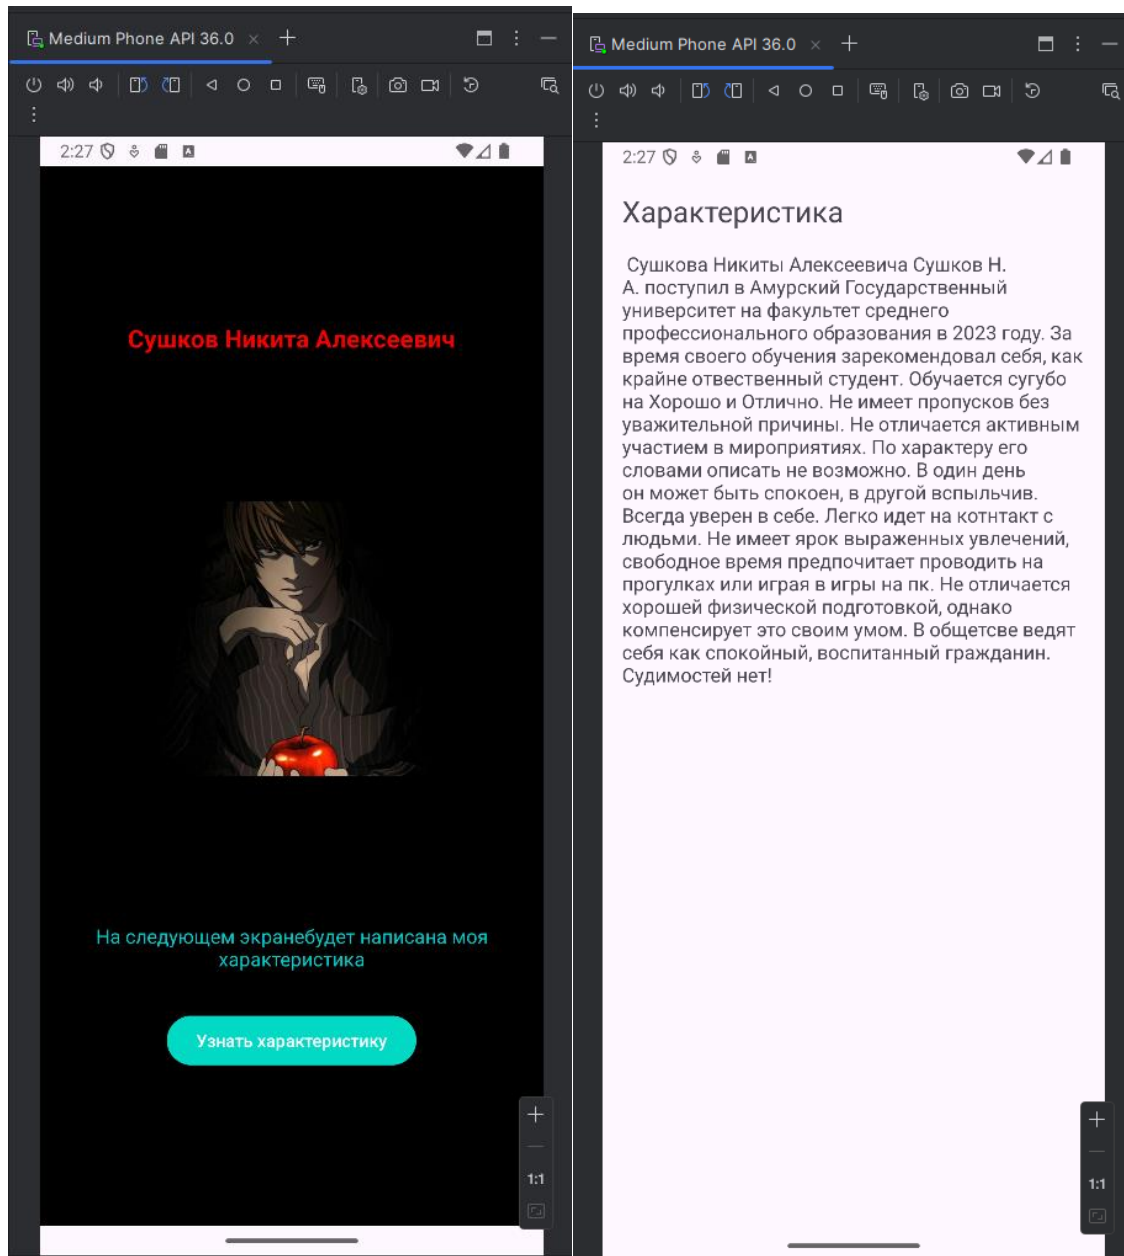 Medium Phone API 36.0
2:27
Сушков Никита Алексеевич
На следующем экранебудет написана моя
характеристика
Узнать характеристику
1:1
Medium Phone API 36.0
2:27
Характеристика
Сушкова Никиты Алексеевича Сушков Н.
А. поступил в Амурский Государственный
университет на факультет среднего
профессионального образования в 2023 году. За
время своего обучения зарекомендовал себя, как
крайне отвественный студент. Обучается сугубо
на Хорошо и Отлично. Не имеет пропусков без
уважительной причины. Не отличается активным
участием в мироприятиях. По характеру его
словами описать не возможно. В один день
он может быть спокоен, в другой вспыльчив.
Всегда уверен в себе. Легко идет на котнтакт с
людьми. Не имеет ярок выраженных увлечений,
свободное время предпочитает проводить на
прогулках или играя в игры на пк. Не отличается
хорошей физической подготовкой, однако
компенсирует это своим умом. В общетсве ведят
себя как спокойный, воспитанный гражданин.
Судимостей нет!
1:1